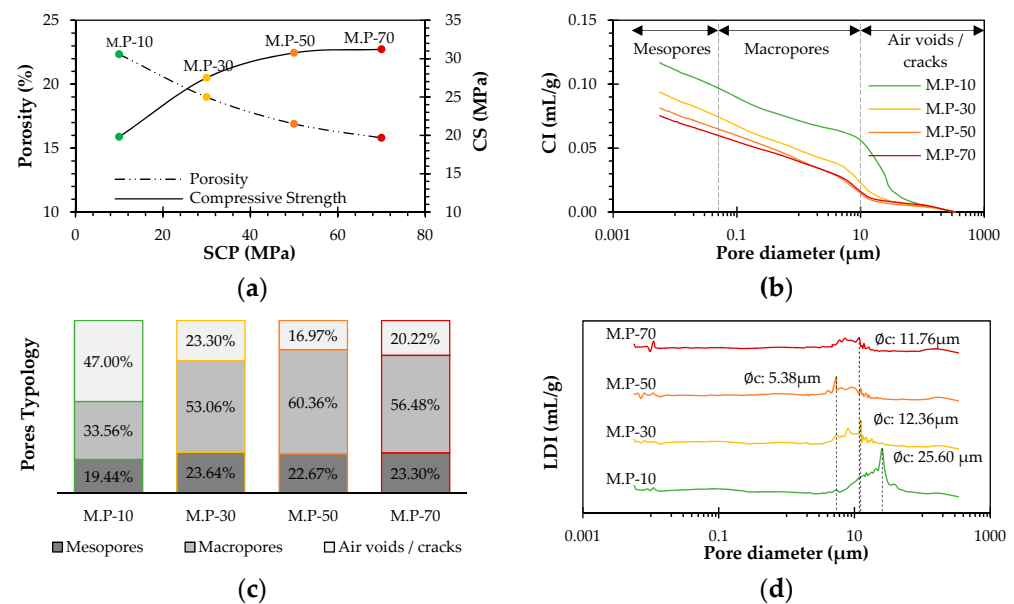 25
20
15
10
Porosity (%)
M.P-10
M.P-30
M.P-50
M.P-70
Porosity
Compressive Strength
35
30
25
20
15
10
CS (MPa)
0
20
40
60
80
SCP (MPa)
(a)
0.15
0.10
0.05
0.00
CI (mL/g)
Mesopores
Macropores
Air voids /
cracks
M.P-10
M.P-30
M.P-50
M.P-70
0.001
0.1
10
1000
Pore diameter (µm)
(b)
Pores Typology
47.00%
33.56%
19.44%
23.30%
53.06%
23.64%
16.97%
60.36%
22.67%
20.22%
56.48%
23.30%
M.P-10
M.P-30
M.P-50
M.P-70
Mesopores
Macropores
Air voids / cracks
(c)
LDI (mL/g)
M.P-70
Øc: 11.76µm
M.P-50
Øc: 5.38µm
M.P-30
Øc: 12.36µm
M.P-10
Øc: 25.60 µm
0.001
0.1
10
1000
Pore diameter (µm)
(d)